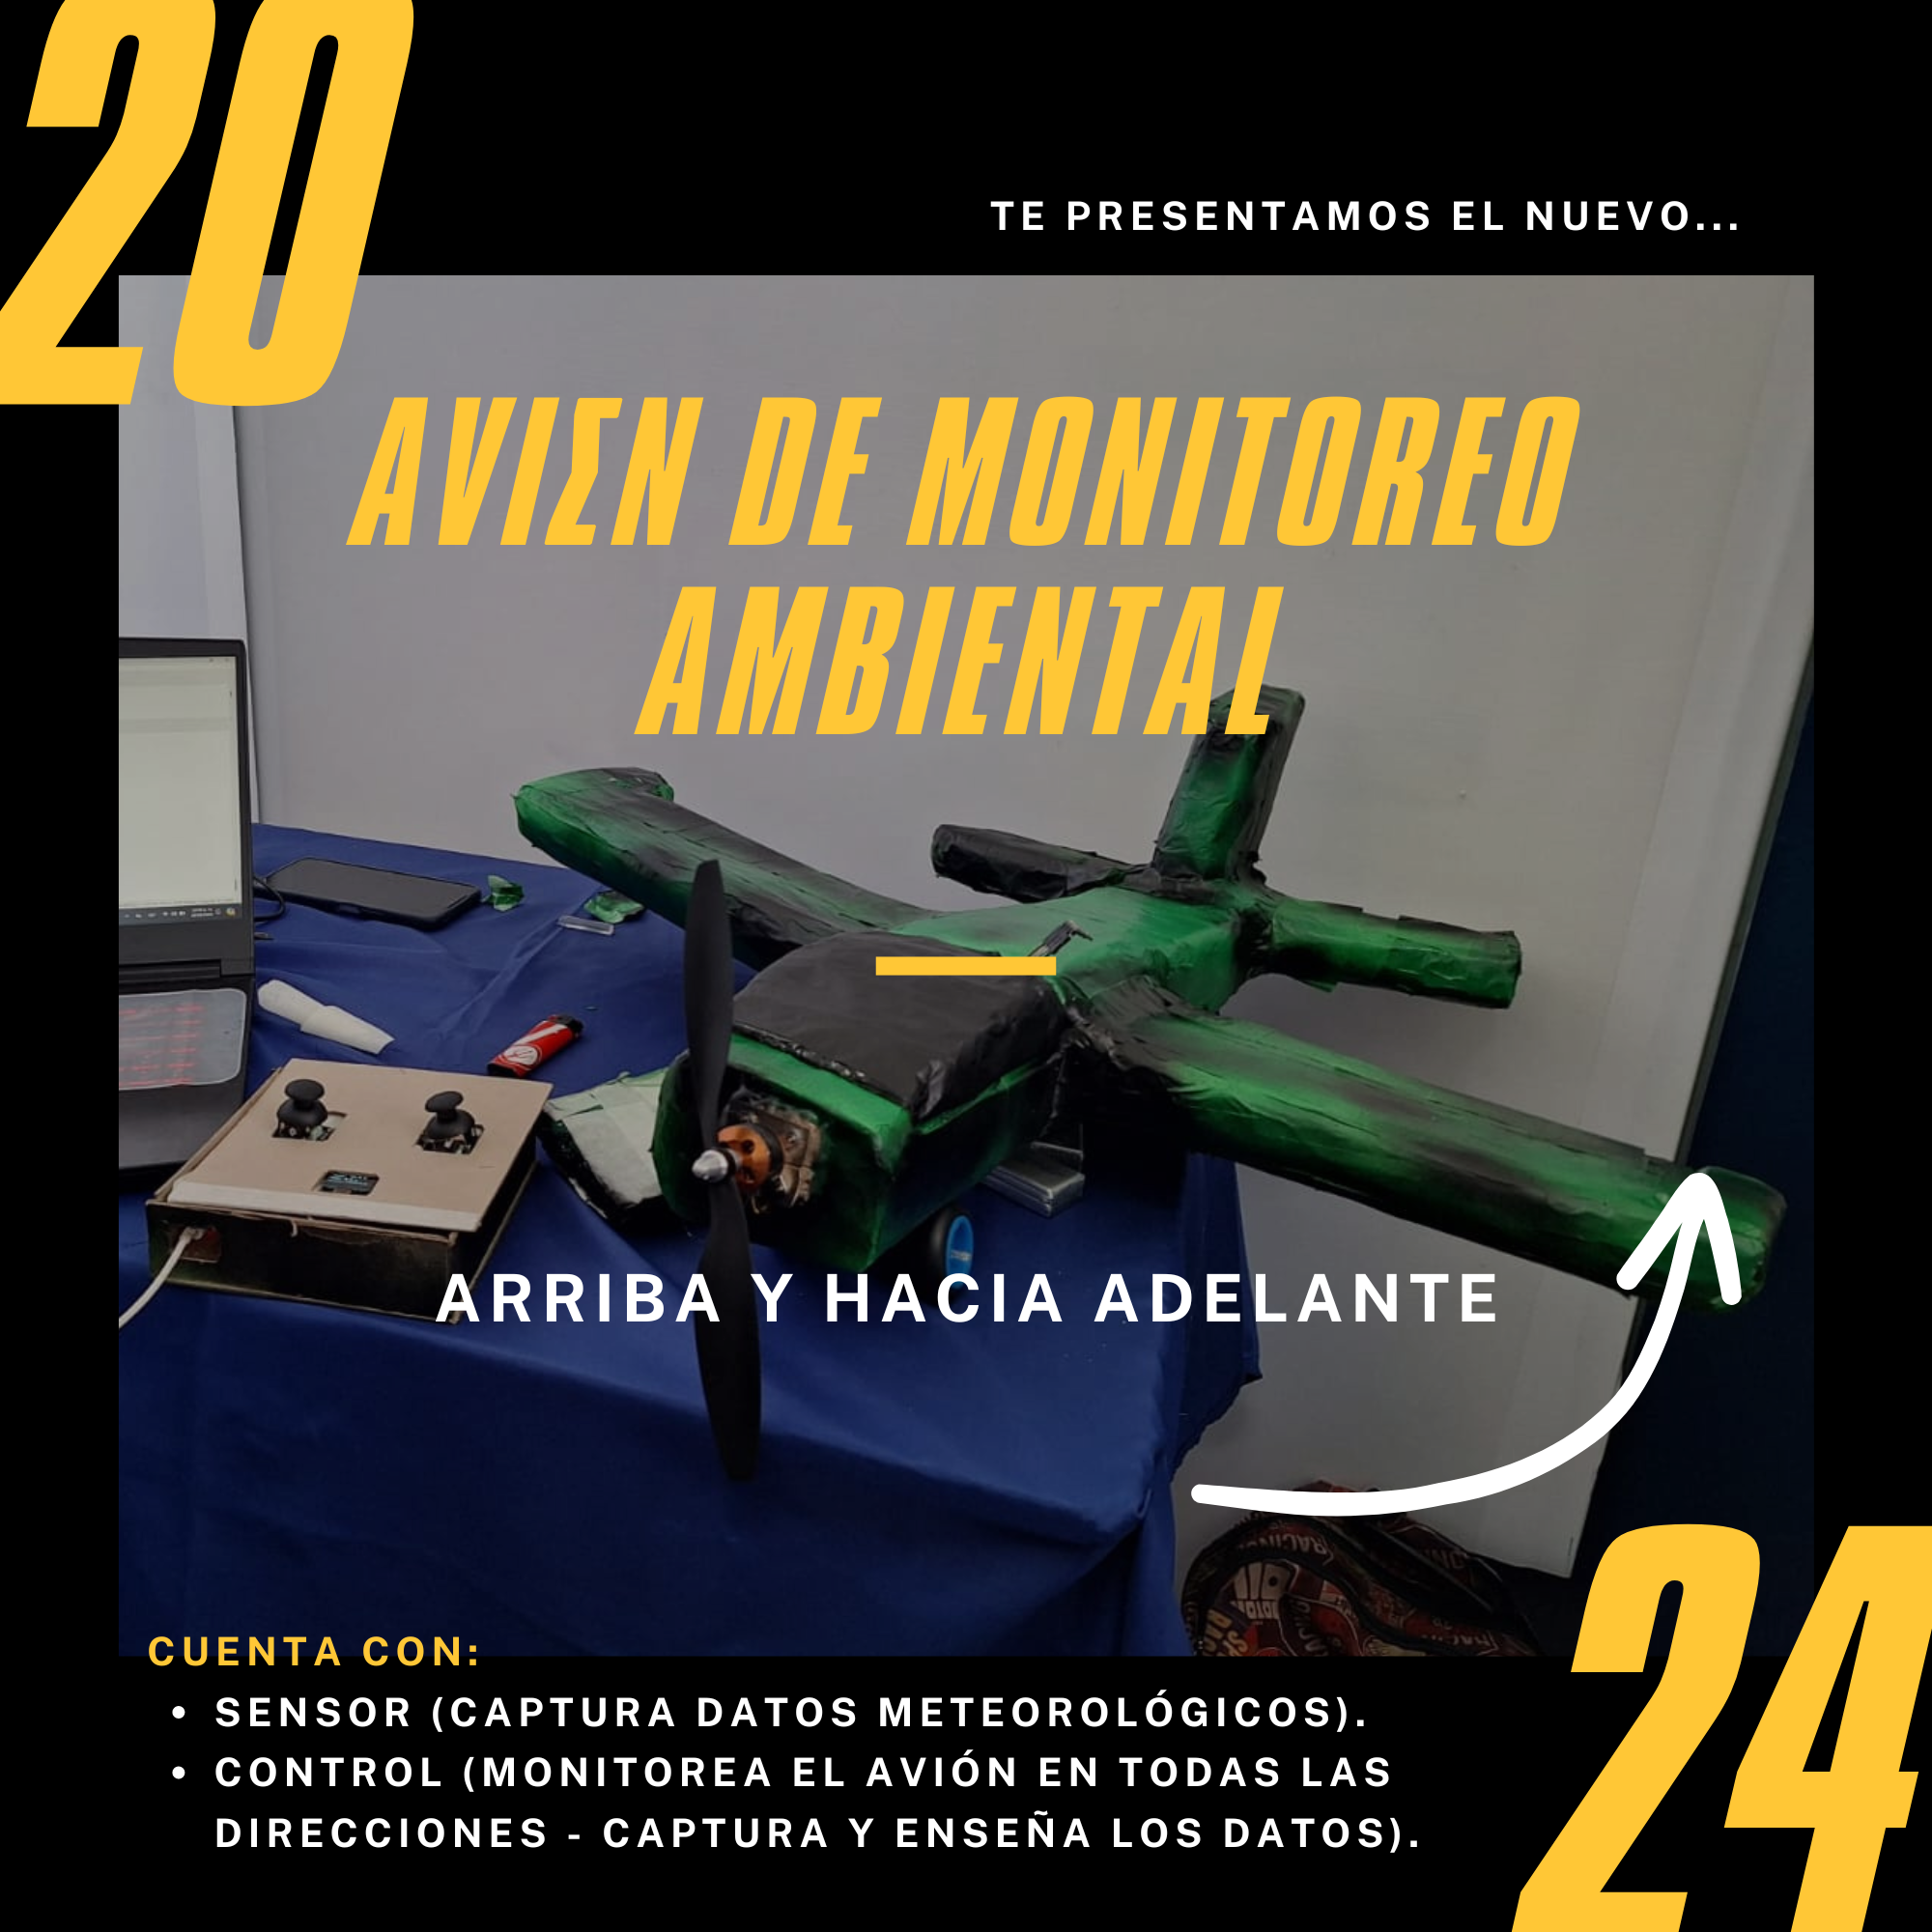 20
TE PRESENTAMOS EL NUEVO...
AVIΣN DE MONITOREO
AMBIENTAL
ARRIBA Y HACIA ADELANTE
CUENTA CON:
• SENSOR (CAPTURA DATOS METEOROLÓGICOS).
• CONTROL (MONITOREA EL AVIÓN EN TODAS LAS
DIRECCIONES - CAPTURA Y ENSEÑA LOS DATOS).
24